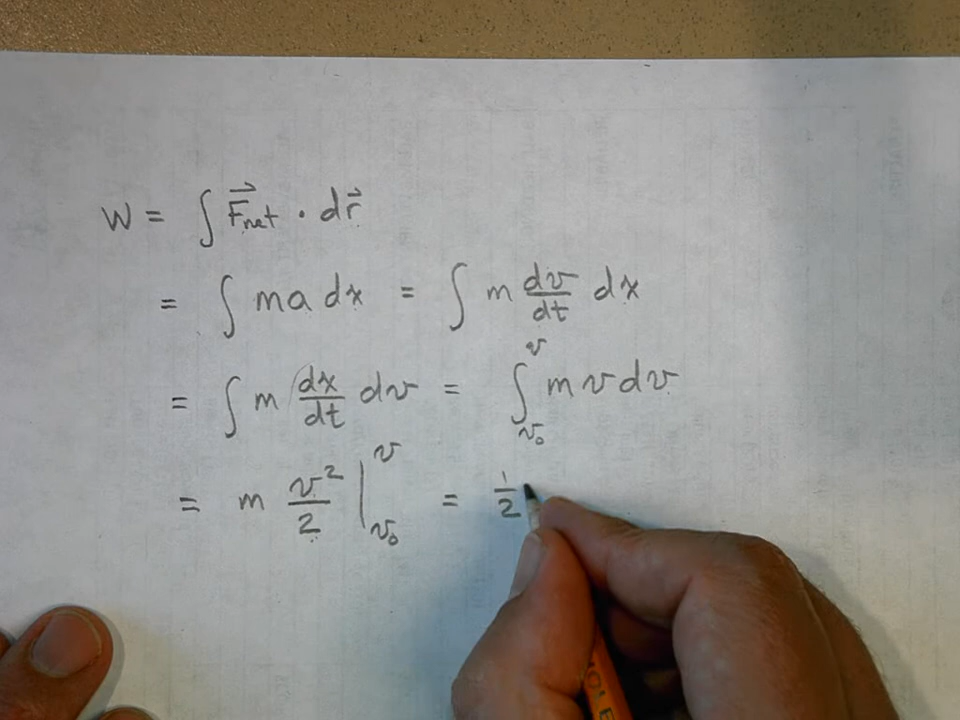 W = ∫ F⃗net · dr⃗
= ∫ ma dx = ∫ m dv/dt dx
= ∫ m dx/dt dv = ∫_{v₀}^{v} m v dv
= m v²/2 |_{v₀}^{v} = 1/2